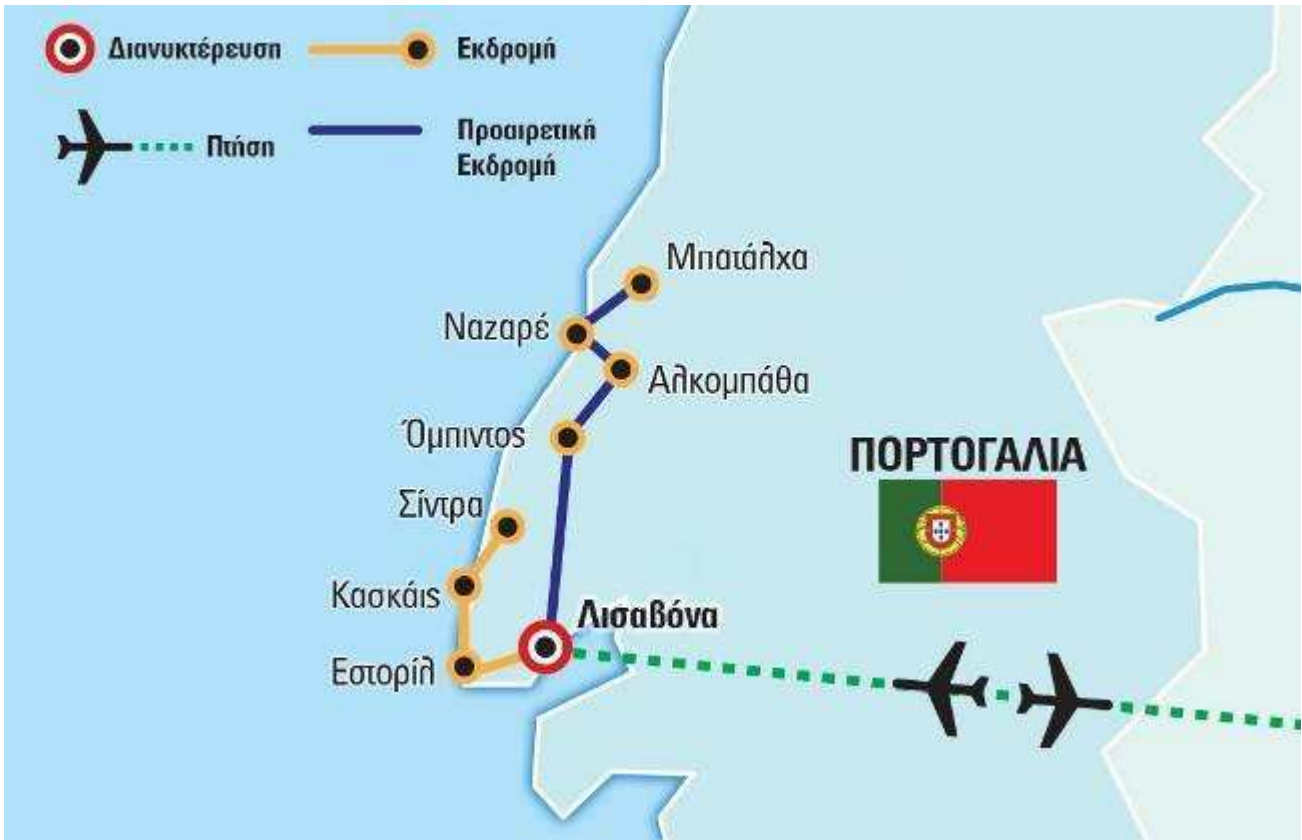 Διανυκτέρευση
Εκδρομή
Πτήση
Προαιρετική
Εκδρομή
Μπατάλχα
Ναζαρέ
Αλκομπάθα
Όμπιντος
ΠΟΡΤΟΓΑΛΙΑ
Σίντρα
Κασκάις
Λισαβόνα
Εστορίλ